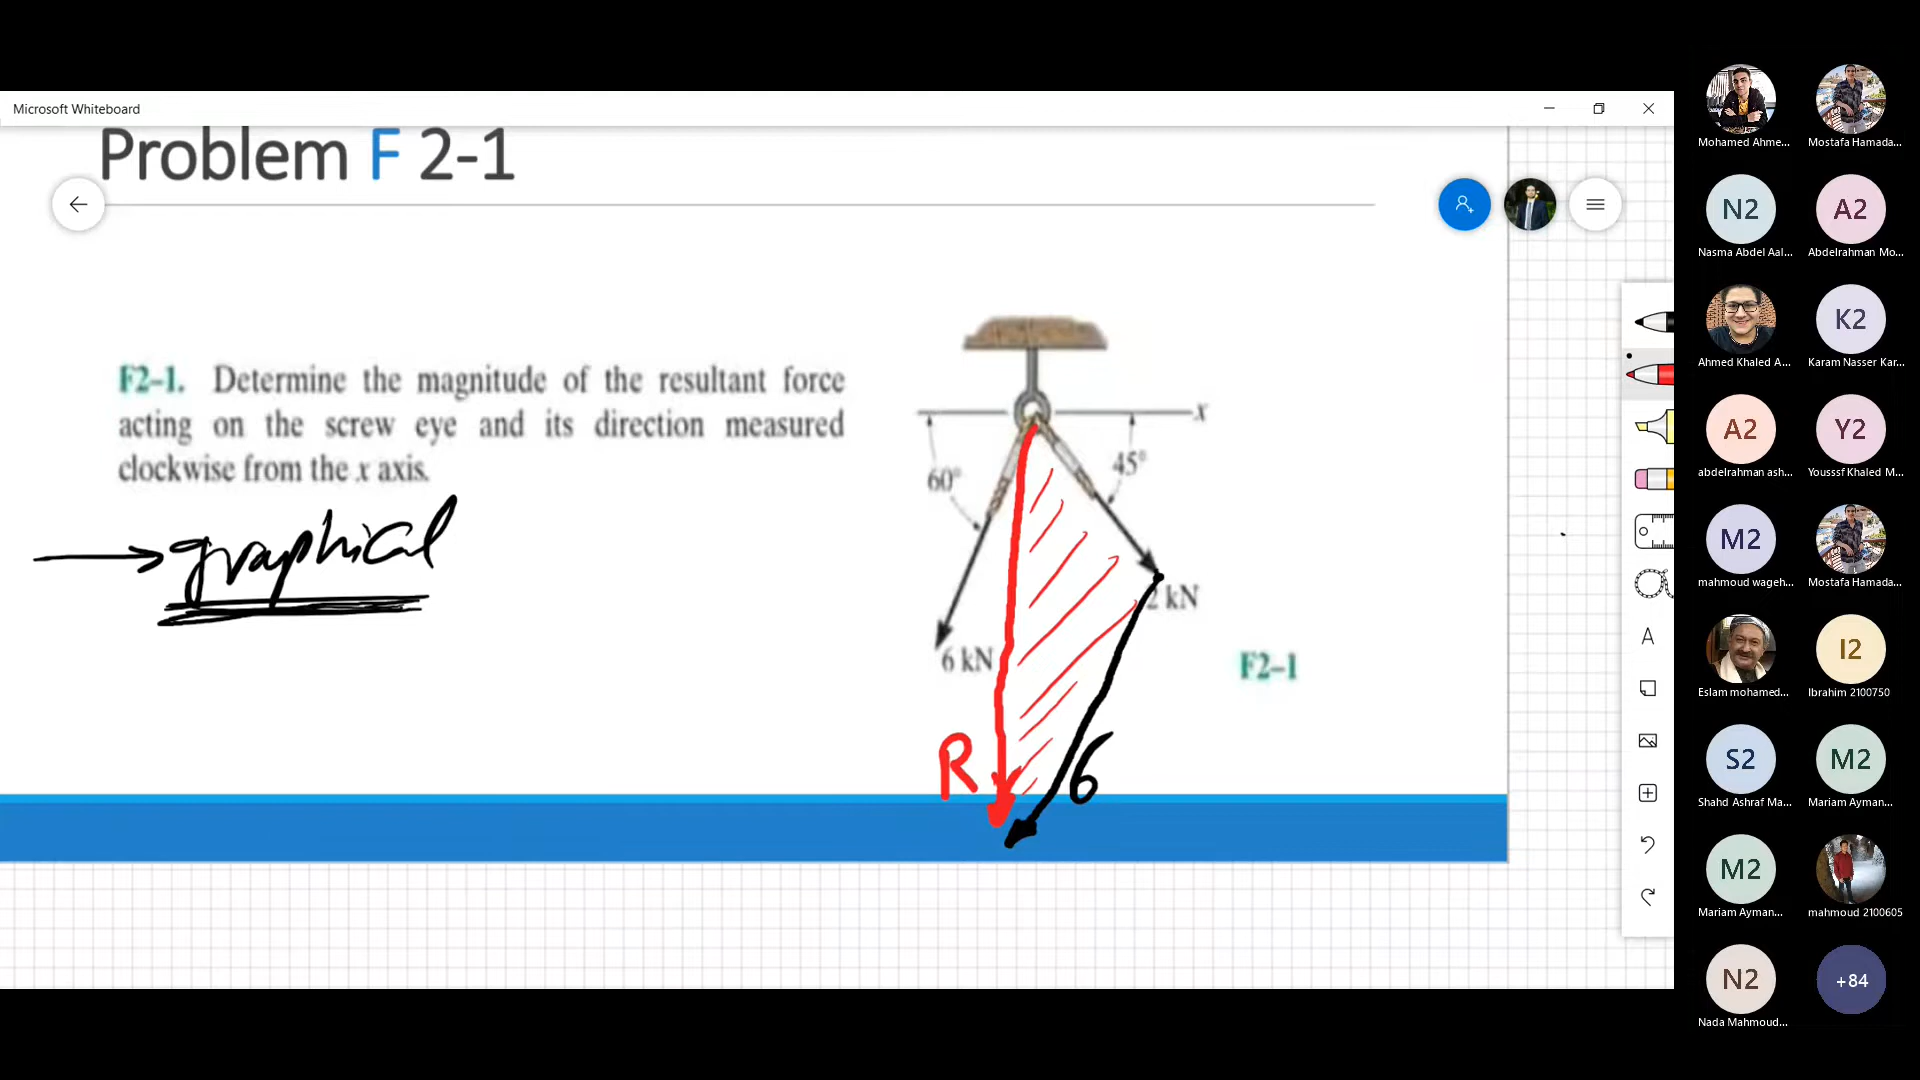 Microsoft Whiteboard
Problem F 2-1
F2–1. Determine the magnitude of the resultant force
acting on the screw eye and its direction measured
clockwise from the x axis.
→ graphical
x
60°
45°
2 kN
6 kN
F2–1
R
6
A
Mohamed Ahme...
Mostafa Hamada...
N2
Nasma Abdel Aal...
A2
Abdelrahman Mo...
Ahmed Khaled A...
K2
Karam Nasser Kar...
A2
abdelrahman ash...
Y2
Yousssf Khaled M...
M2
mahmoud wageh...
Mostafa Hamada...
Eslam mohamed...
I2
Ibrahim 2100750
S2
Shahd Ashraf Ma...
M2
Mariam Ayman...
M2
Mariam Ayman...
mahmoud 2100605
N2
Nada Mahmoud...
+84